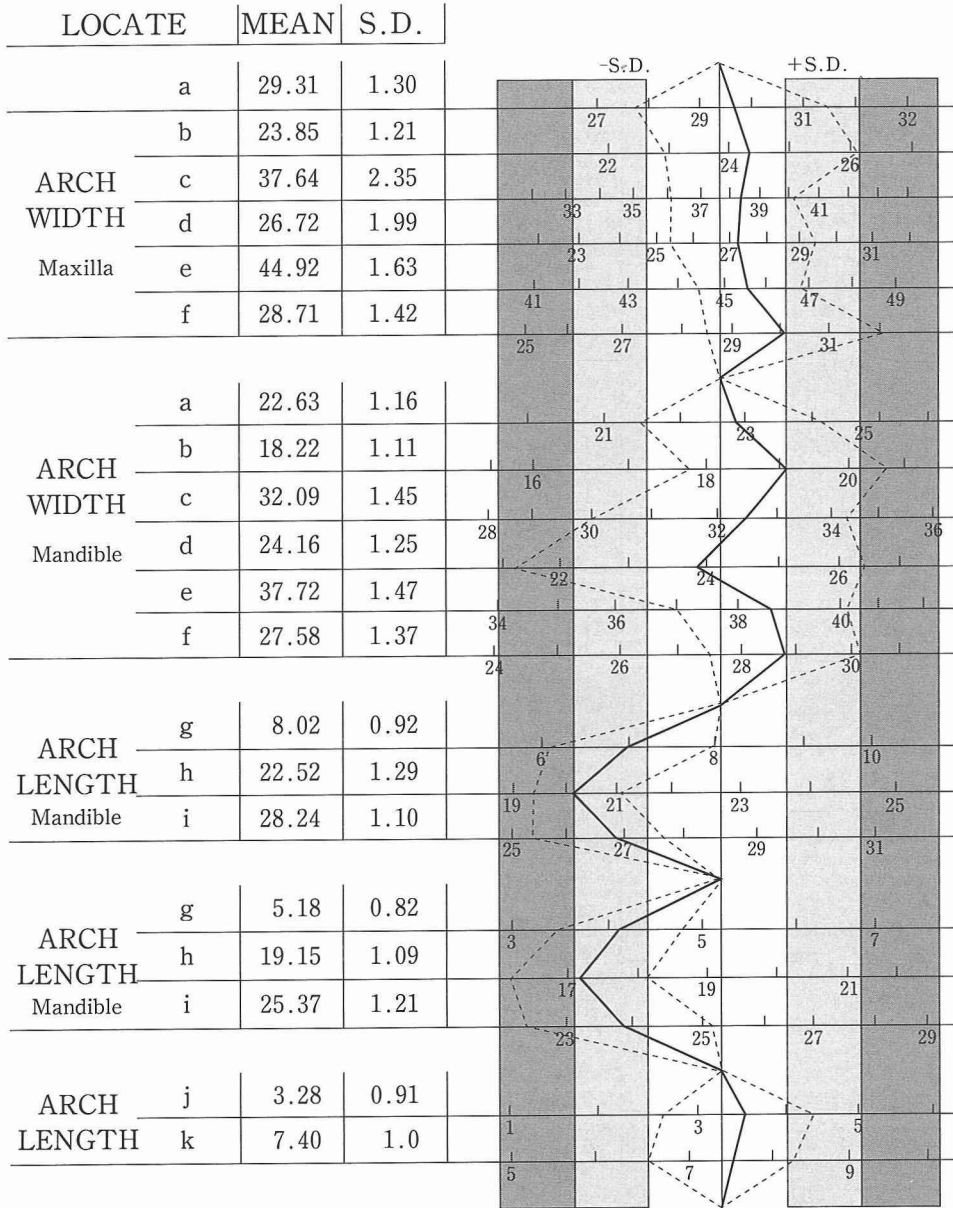 LOCATE MEAN S.D.
-S.D. +S.D.
a 29.31 1.30
27 29 31 32
b 23.85 1.21
22 24 26
ARCH WIDTH Maxilla
c 37.64 2.35
33 35 37 39 41
d 26.72 1.99
23 25 27 29 31
e 44.92 1.63
41 43 45 47 49
f 28.71 1.42
25 27 29 31
a 22.63 1.16
21 23 25
b 18.22 1.11
16 18 20
ARCH WIDTH Mandible
c 32.09 1.45
28 30 32 34 36
d 24.16 1.25
22 24 26
e 37.72 1.47
34 36 38 40
f 27.58 1.37
24 26 28 30
g 8.02 0.92
6 8 10
ARCH LENGTH Mandible
h 22.52 1.29
19 21 23 25
i 28.24 1.10
25 27 29 31
g 5.18 0.82
3 5 7
ARCH LENGTH Mandible
h 19.15 1.09
17 19 21
i 25.37 1.21
23 25 27 29
ARCH LENGTH
j 3.28 0.91
1 3 5
k 7.40 1.0
5 7 9